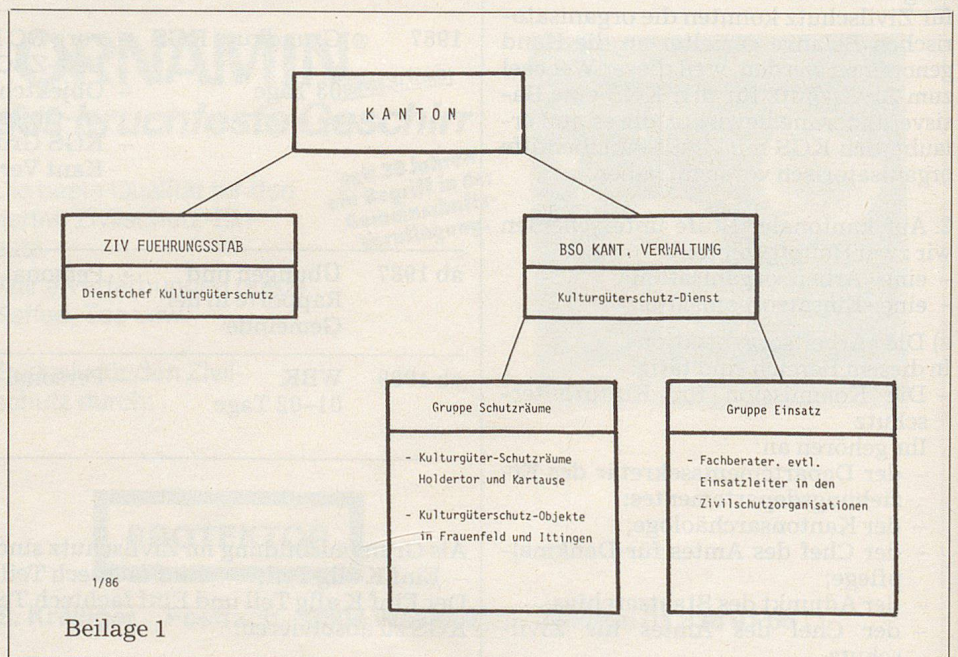 KANTON
ZIV FUEHRUNGSSTAB
Dienstchef Kulturgüterschutz
BSO KANT. VERWALTUNG
Kulturgüterschutz-Dienst
Gruppe Schutzräume
- Kulturgüter-Schutzräume
Holdertor und Kartause
- Kulturgüterschutz-Objekte
in Frauenfeld und Ittingen
Gruppe Einsatz
- Fachberater, evtl.
Einsatzleiter in den
Zivilschutzorganisationen
1/86
Beilage 1